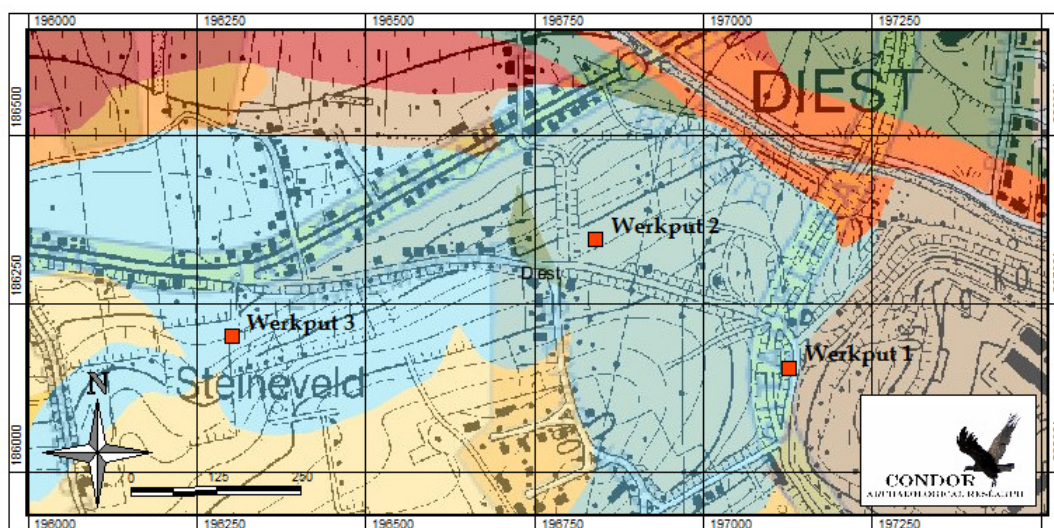 196000 196250 196500 196750 197000 197250
186500
DIEST
Werkput 2
186250
Diest
Werkput 3
Werkput 1
N
Steineveld
186000
0 125 250
CONDOR
ARCHAEOLOGICAL RESEARCH
196000 196250 196500 196750 197000 197250